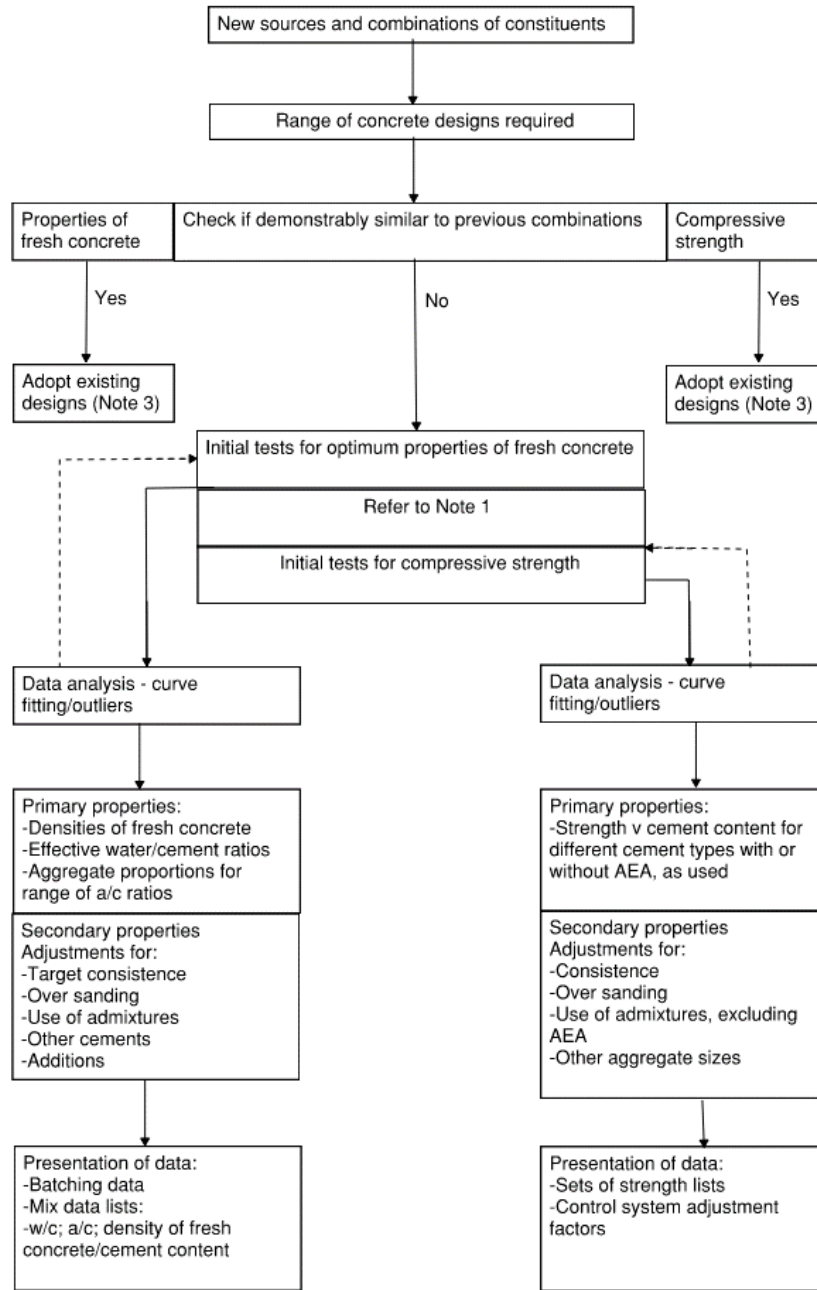 New sources and combinations of constituents
Range of concrete designs required
Properties of
fresh concrete
Check if demonstrably similar to previous combinations
Compressive
strength
Yes
No
Yes
Adopt existing
designs (Note 3)
Adopt existing
designs (Note 3)
Initial tests for optimum properties of fresh concrete
Refer to Note 1
Initial tests for compressive strength
Data analysis - curve
fitting/outliers
Data analysis - curve
fitting/outliers
Primary properties:
-Densities of fresh concrete
-Effective water/cement ratios
-Aggregate proportions for
range of a/c ratios
Primary properties:
-Strength v cement content for
different cement types with or
without AEA, as used
Secondary properties
Adjustments for:
-Target consistence
-Over sanding
-Use of admixtures
-Other cements
-Additions
Secondary properties
Adjustments for:
-Consistence
-Over sanding
-Use of admixtures, excluding
AEA
-Other aggregate sizes
Presentation of data:
-Batching data
-Mix data lists:
-w/c; a/c; density of fresh
concrete/cement content
Presentation of data:
-Sets of strength lists
-Control system adjustment
factors